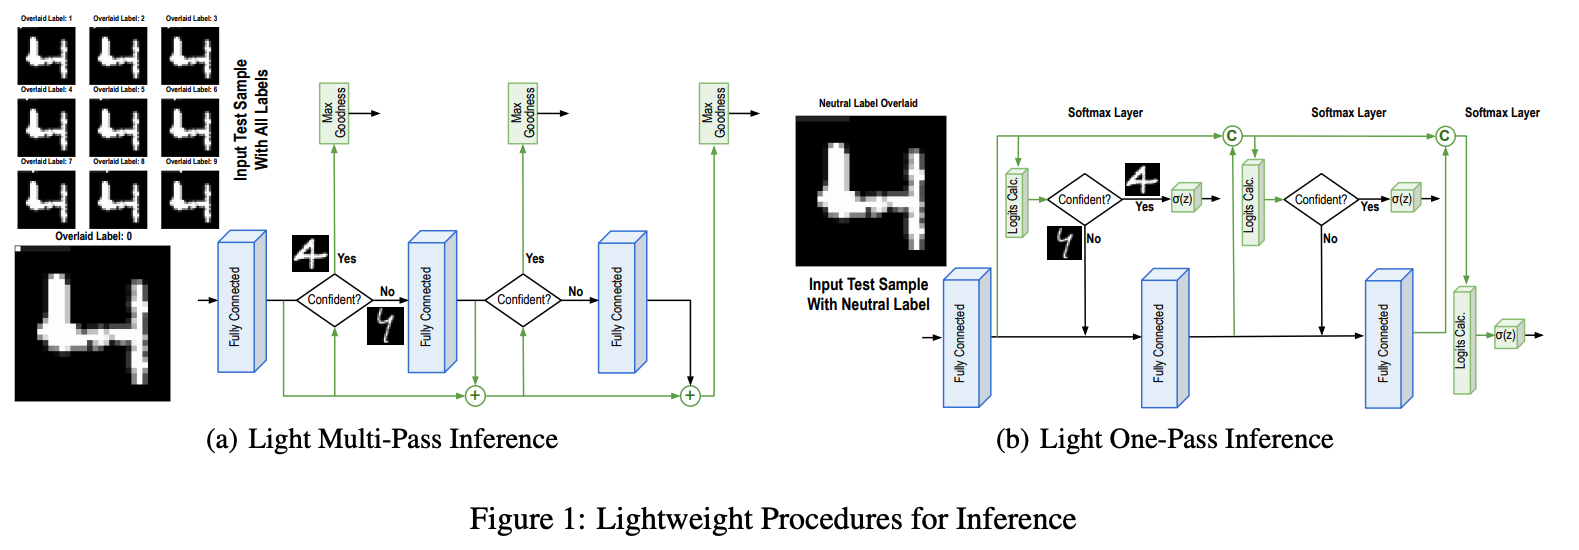 Overlaid Label: 1 Overlaid Label: 2 Overlaid Label: 3
Overlaid Label: 4 Overlaid Label: 5 Overlaid Label: 6
Overlaid Label: 7 Overlaid Label: 8 Overlaid Label: 9
Overlaid Label: 0
Input Test Sample
With All Labels
Max
Goodness
Max
Goodness
Max
Goodness
Yes
Yes
Confident?
No
Confident?
No
Fully Connected
Fully Connected
Fully Connected
+
+
(a) Light Multi-Pass Inference
Neutral Label Overlaid
Input Test Sample
With Neutral Label
Softmax Layer
Softmax Layer
Softmax Layer
C
C
Logits Calc.
Confident?
4
Yes
σ(z)
4
No
Logits Calc.
Confident?
Yes
σ(z)
No
Fully Connected
Fully Connected
Fully Connected
Logits Calc.
σ(z)
(b) Light One-Pass Inference
Figure 1: Lightweight Procedures for Inference